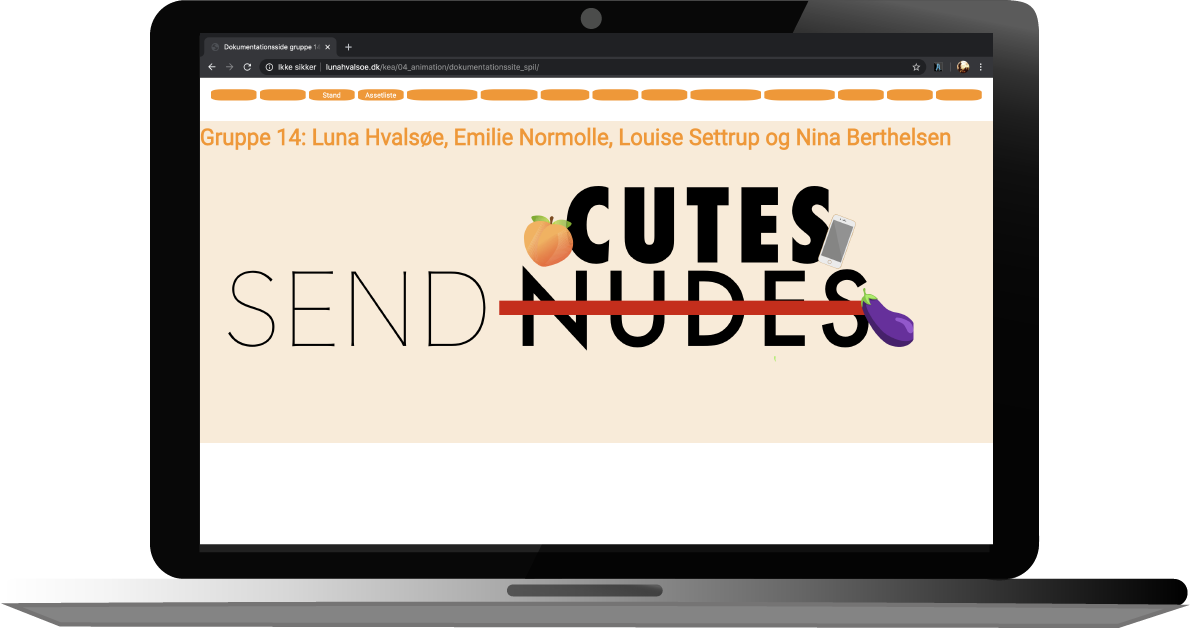 Dokumentationsside gruppe 14
Ikke sikker | lunahvalsoe.dk/kea/04_animation/dokumentationssite_spil/
Stand Assetliste
Gruppe 14: Luna Hvalsøe, Emilie Normolle, Louise Settrup og Nina Berthelsen
CUTES
SEND NUDES